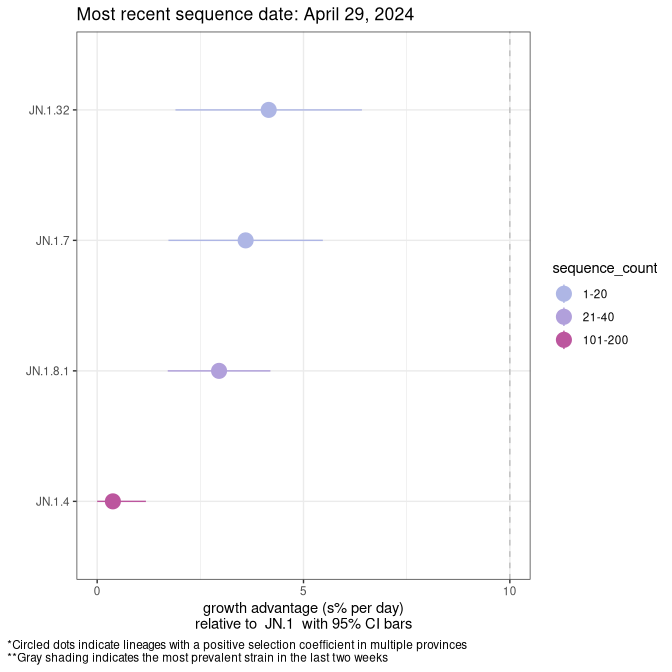 Most recent sequence date: April 29, 2024
JN.1.32
JN.1.7
JN.1.8.1
JN.1.4
0
5
10
growth advantage (s% per day)
relative to JN.1 with 95% CI bars
sequence_count
1-20
21-40
101-200
*Circled dots indicate lineages with a positive selection coefficient in multiple provinces
**Gray shading indicates the most prevalent strain in the last two weeks